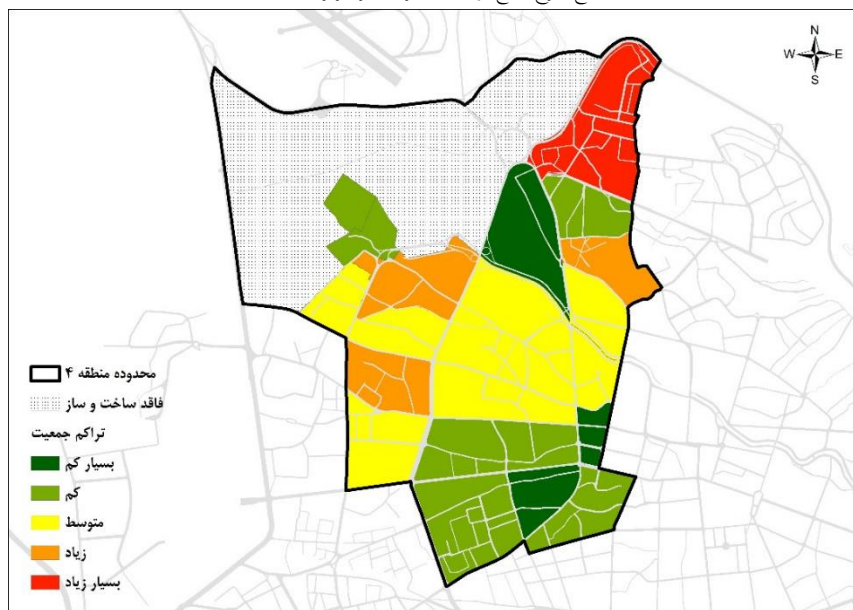 N
W E
S
محدوده منطقه ۴
فاقد ساخت و ساز
تراکم جمعیت
بسیار کم
کم
متوسط
زیاد
بسیار زیاد